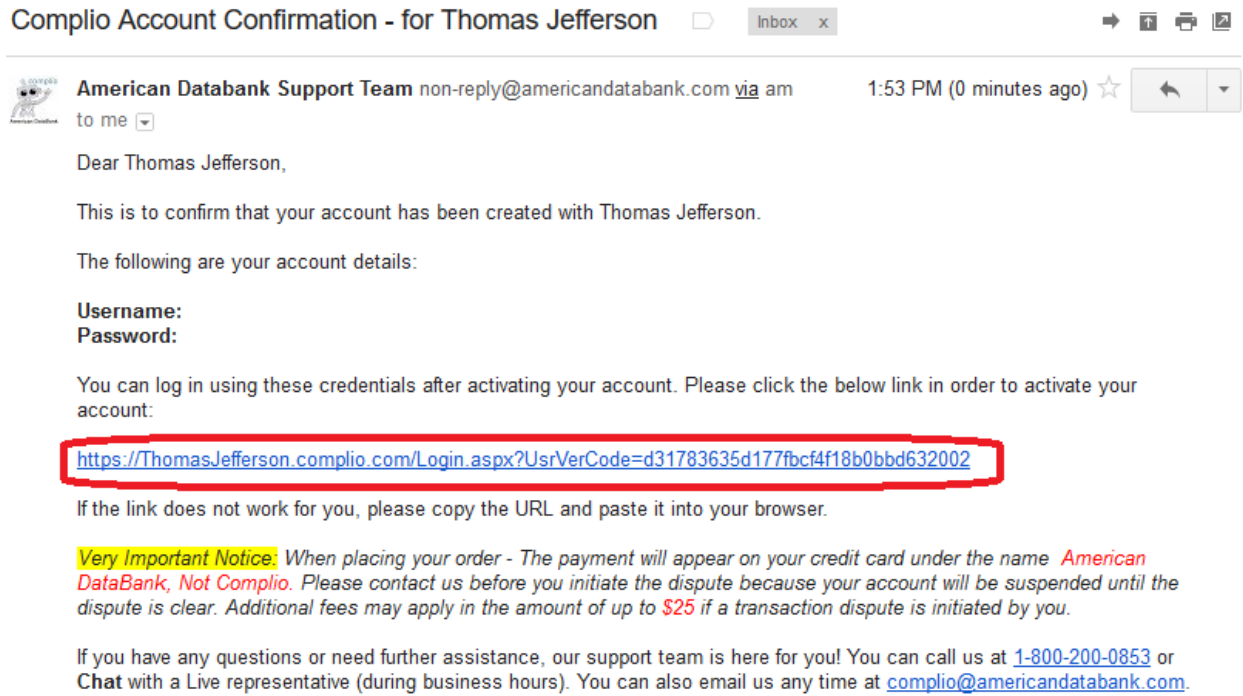 Complio Account Confirmation - for Thomas Jefferson
Inbox x
American Databank Support Team non-reply@americandatabank.com via am
1:53 PM (0 minutes ago)
to me
complio
American DataBank
Dear Thomas Jefferson,
This is to confirm that your account has been created with Thomas Jefferson.
The following are your account details:
Username:
Password:
You can log in using these credentials after activating your account. Please click the below link in order to activate your
account:
https://ThomasJefferson.complio.com/Login.aspx?UsrVerCode=d31783635d177fbcf4f18b0bbd632002
If the link does not work for you, please copy the URL and paste it into your browser.
Very Important Notice: When placing your order - The payment will appear on your credit card under the name American
DataBank, Not Complio. Please contact us before you initiate the dispute because your account will be suspended until the
dispute is clear. Additional fees may apply in the amount of up to $25 if a transaction dispute is initiated by you.
If you have any questions or need further assistance, our support team is here for you! You can call us at 1-800-200-0853 or
Chat with a Live representative (during business hours). You can also email us any time at complio@americandatabank.com.